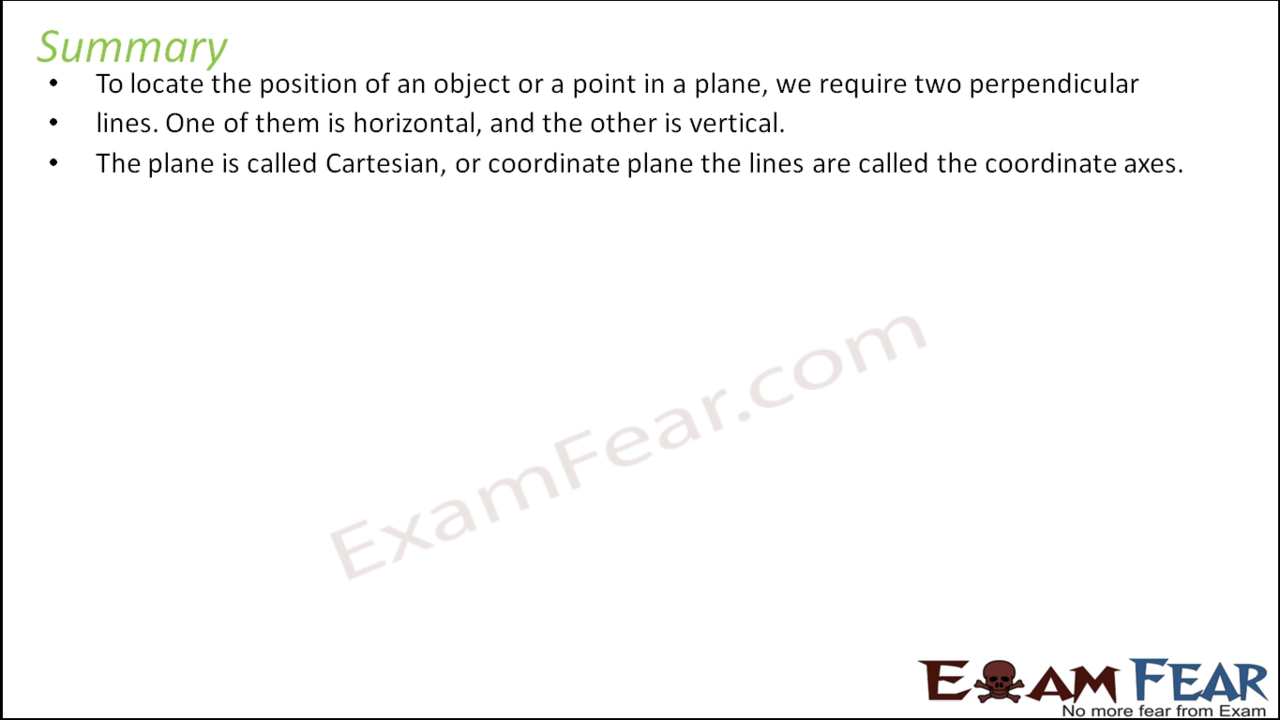 Summary
• To locate the position of an object or a point in a plane, we require two perpendicular
• lines. One of them is horizontal, and the other is vertical.
• The plane is called Cartesian, or coordinate plane the lines are called the coordinate axes.
ExamFear.com
EXAM FEAR
No more fear from Exam